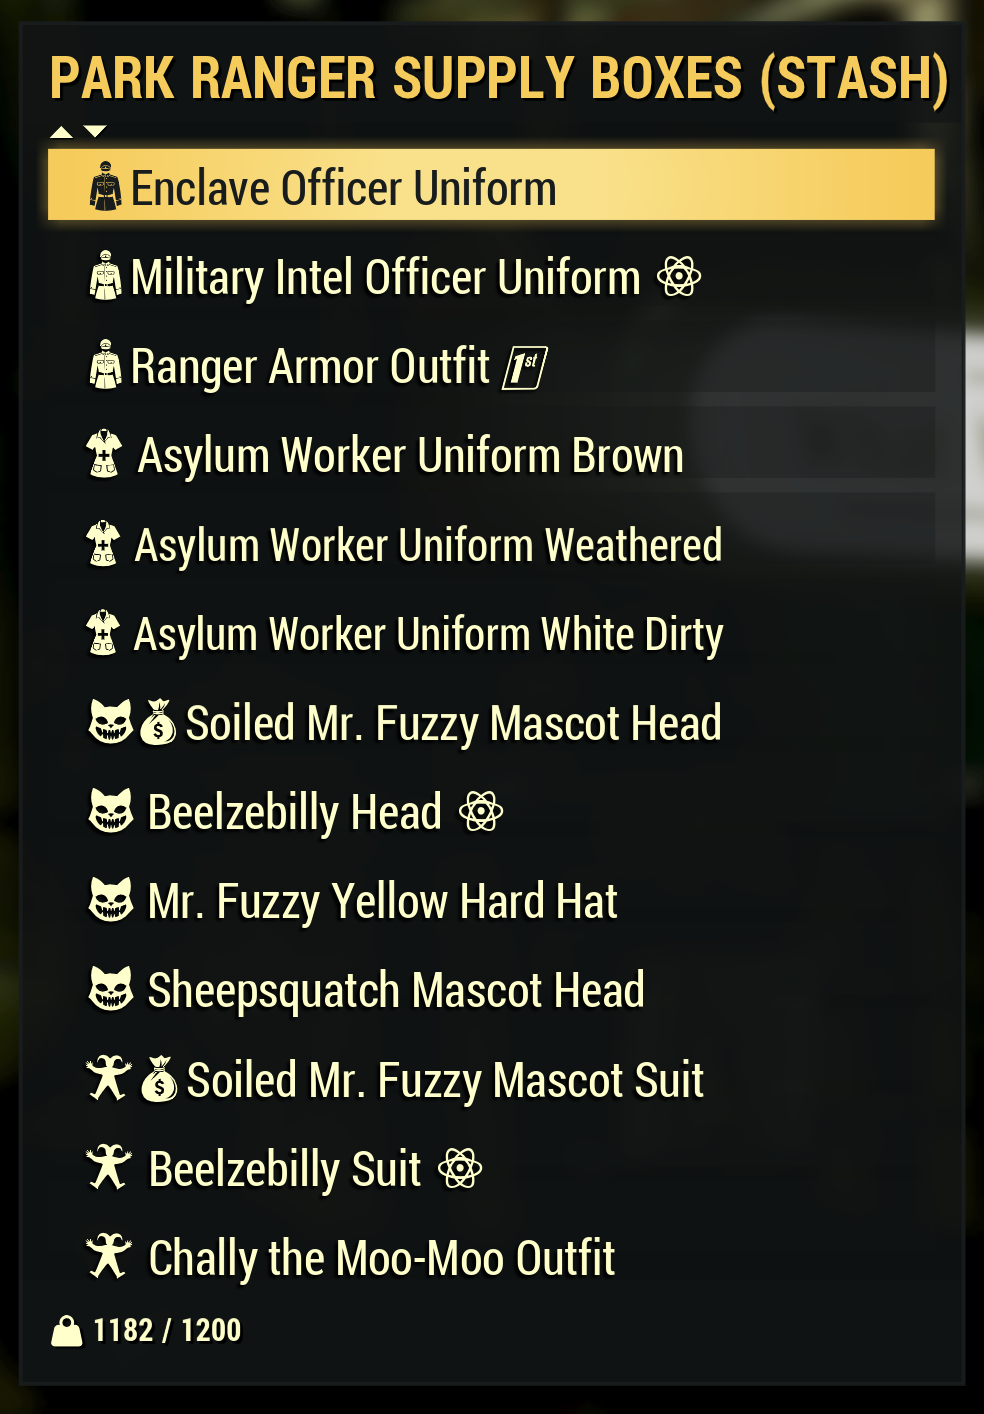 PARK RANGER SUPPLY BOXES (STASH)
Enclave Officer Uniform
Military Intel Officer Uniform
Ranger Armor Outfit 1st
Asylum Worker Uniform Brown
Asylum Worker Uniform Weathered
Asylum Worker Uniform White Dirty
Soiled Mr. Fuzzy Mascot Head
Beelzebilly Head
Mr. Fuzzy Yellow Hard Hat
Sheepsquatch Mascot Head
Soiled Mr. Fuzzy Mascot Suit
Beelzebilly Suit
Chally the Moo-Moo Outfit
1182 / 1200